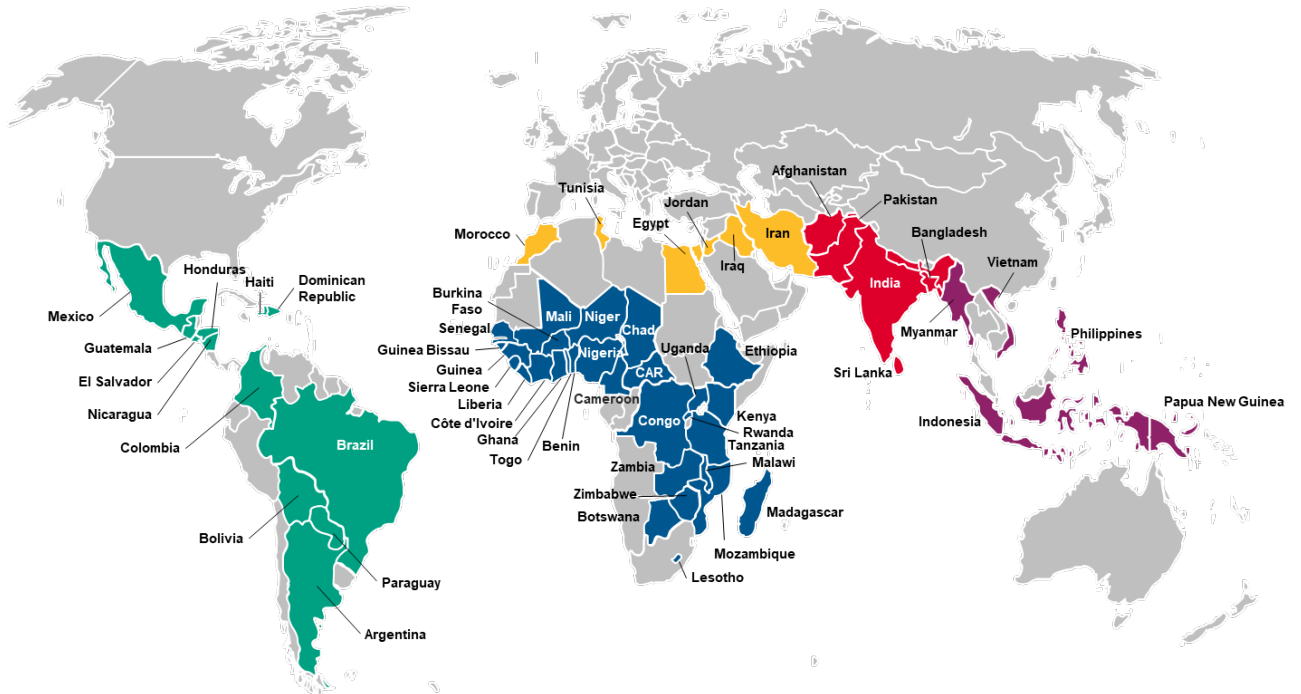 Afghanistan
Tunisia
Pakistan
Jordan
Egypt
Morocco
Iran
Bangladesh
Iraq
Vietnam
Honduras
Haiti
Dominican
Republic
India
Mexico
Burkina
Faso
Mali
Niger
Chad
Senegal
Myanmar
Philippines
Guatemala
Guinea Bissau
Nigeria
Uganda
Ethiopia
Guinea
CAR
Sri Lanka
El Salvador
Sierra Leone
Cameroon
Papua New Guinea
Liberia
Nicaragua
Côte d'Ivoire
Kenya
Indonesia
Congo
Rwanda
Colombia
Brazil
Ghana
Benin
Tanzania
Togo
Zambia
Malawi
Zimbabwe
Botswana
Madagascar
Bolivia
Mozambique
Lesotho
Paraguay
Argentina